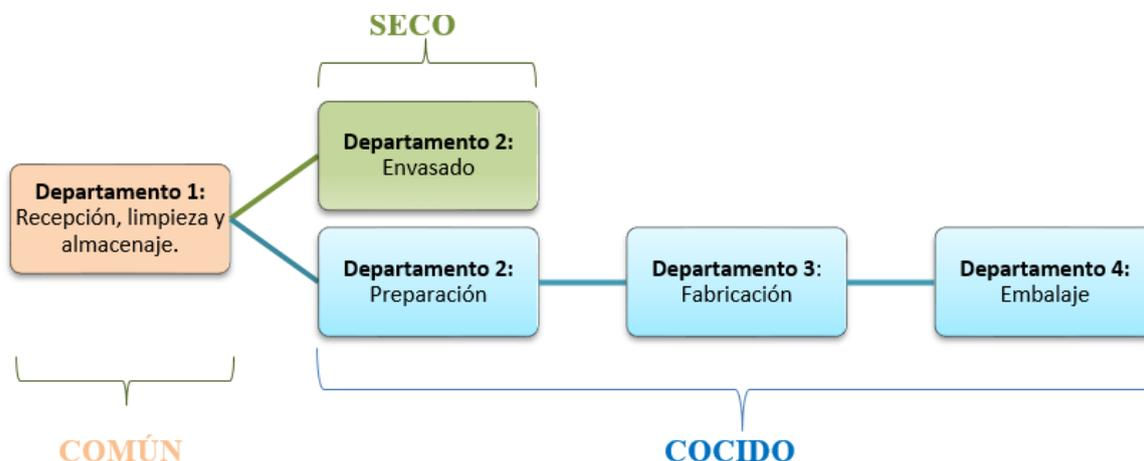 SECO
Departamento 2:
Envasado
Departamento 1:
Recepción, limpieza y
almacenaje.
Departamento 2:
Preparación
Departamento 3:
Fabricación
Departamento 4:
Embalaje
COMÚN
COCIDO